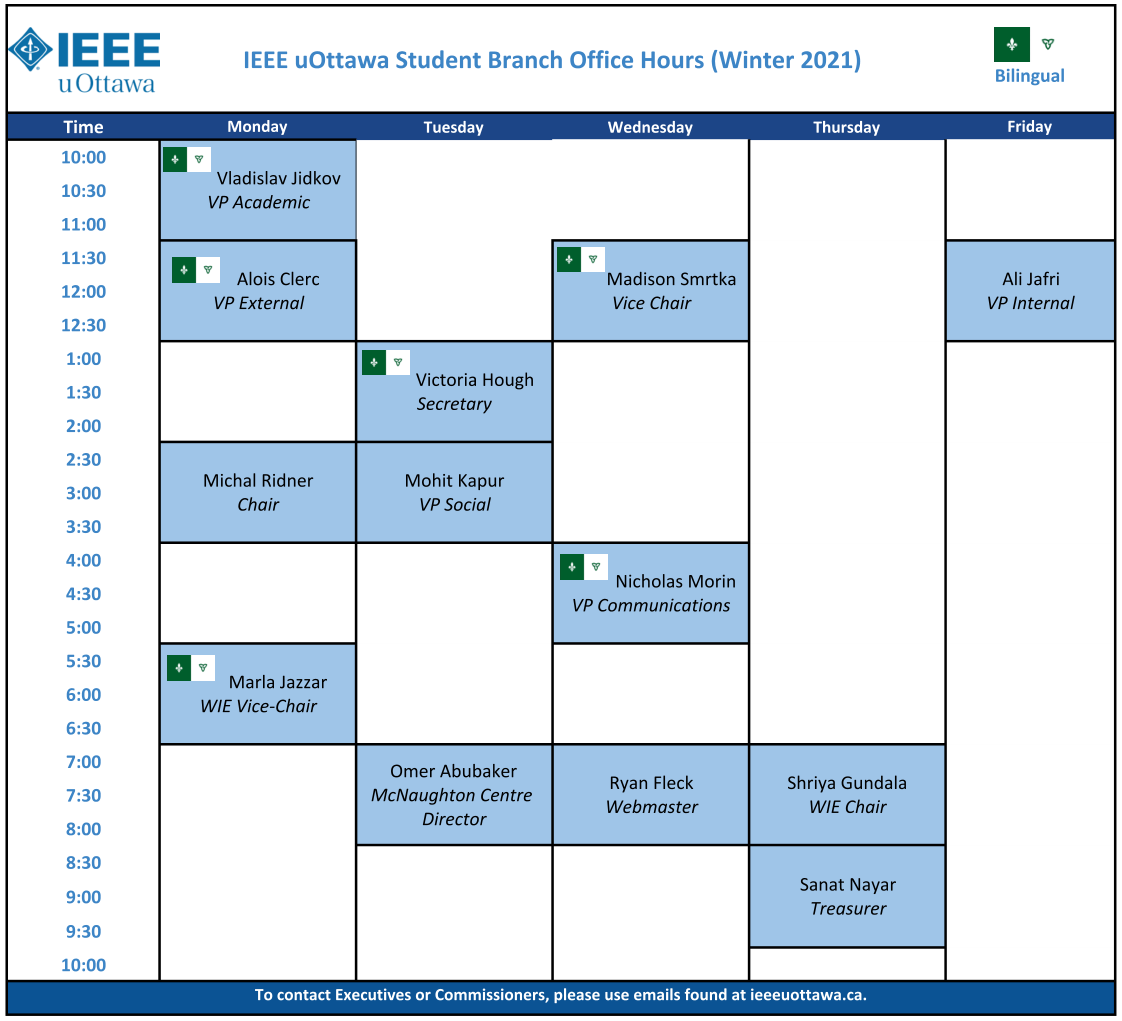 IEEE
uOttawa
IEEE uOttawa Student Branch Office Hours (Winter 2021)
Bilingual
Time Monday Tuesday Wednesday Thursday Friday
10:00
Vladislav Jidkov
10:30
VP Academic
11:00
11:30
Alois Clerc Madison Smrtka Ali Jafri
12:00
VP External Vice Chair VP Internal
12:30
1:00
Victoria Hough
1:30
Secretary
2:00
2:30
Michal Ridner Mohit Kapur
3:00
Chair VP Social
3:30
4:00
Nicholas Morin
4:30
VP Communications
5:00
5:30
Marla Jazzar
6:00
WIE Vice-Chair
6:30
7:00
Omer Abubaker Ryan Fleck Shriya Gundala
7:30
McNaughton Centre Webmaster WIE Chair
Director
8:00
8:30
Sanat Nayar
9:00
Treasurer
9:30
10:00
To contact Executives or Commissioners, please use emails found at ieeeuottawa.ca.